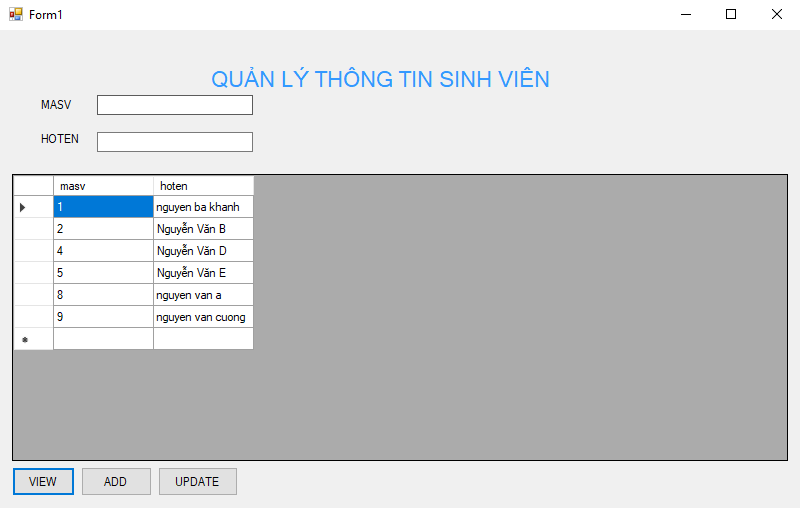 Form1
QUẢN LÝ THÔNG TIN SINH VIÊN
MASV
HOTEN
masv hoten
1 nguyen ba khanh
2 Nguyễn Văn B
4 Nguyễn Văn D
5 Nguyễn Văn E
8 nguyen van a
9 nguyen van cuong
VIEW ADD UPDATE